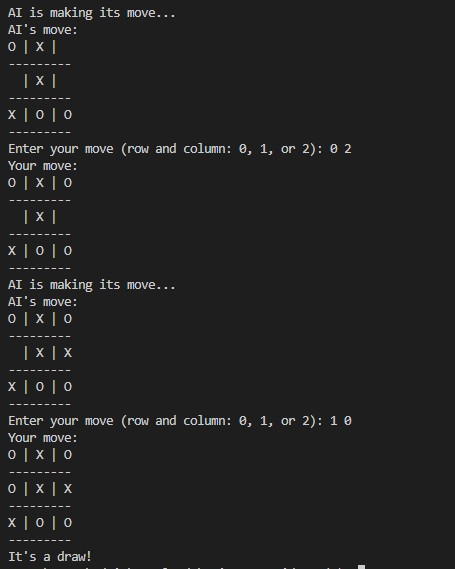 AI is making its move...
AI's move:
O | X |
---------
  | X |
---------
X | O | O
---------
Enter your move (row and column: 0, 1, or 2): 0 2
Your move:
O | X | O
---------
  | X |
---------
X | O | O
---------
AI is making its move...
AI's move:
O | X | O
---------
  | X | X
---------
X | O | O
---------
Enter your move (row and column: 0, 1, or 2): 1 0
Your move:
O | X | O
---------
O | X | X
---------
X | O | O
---------
It's a draw!